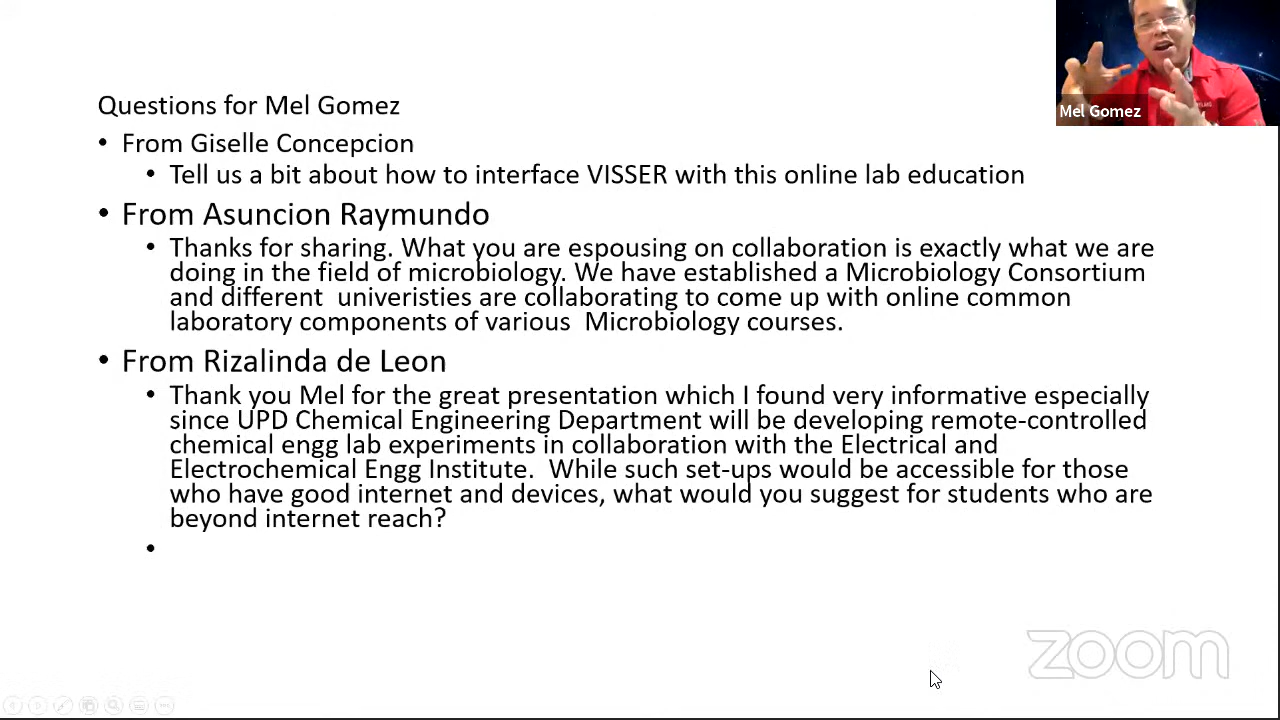 Mel Gomez
Questions for Mel Gomez
• From Giselle Concepcion
• Tell us a bit about how to interface VISSER with this online lab education
• From Asuncion Raymundo
• Thanks for sharing. What you are espousing on collaboration is exactly what we are
doing in the field of microbiology. We have established a Microbiology Consortium
and different univeristies are collaborating to come up with online common
laboratory components of various Microbiology courses.
• From Rizalinda de Leon
• Thank you Mel for the great presentation which I found very informative especially
since UPD Chemical Engineering Department will be developing remote-controlled
chemical engg lab experiments in collaboration with the Electrical and
Electrochemical Engg Institute. While such set-ups would be accessible for those
who have good internet and devices, what would you suggest for students who are
beyond internet reach?
•
zoom